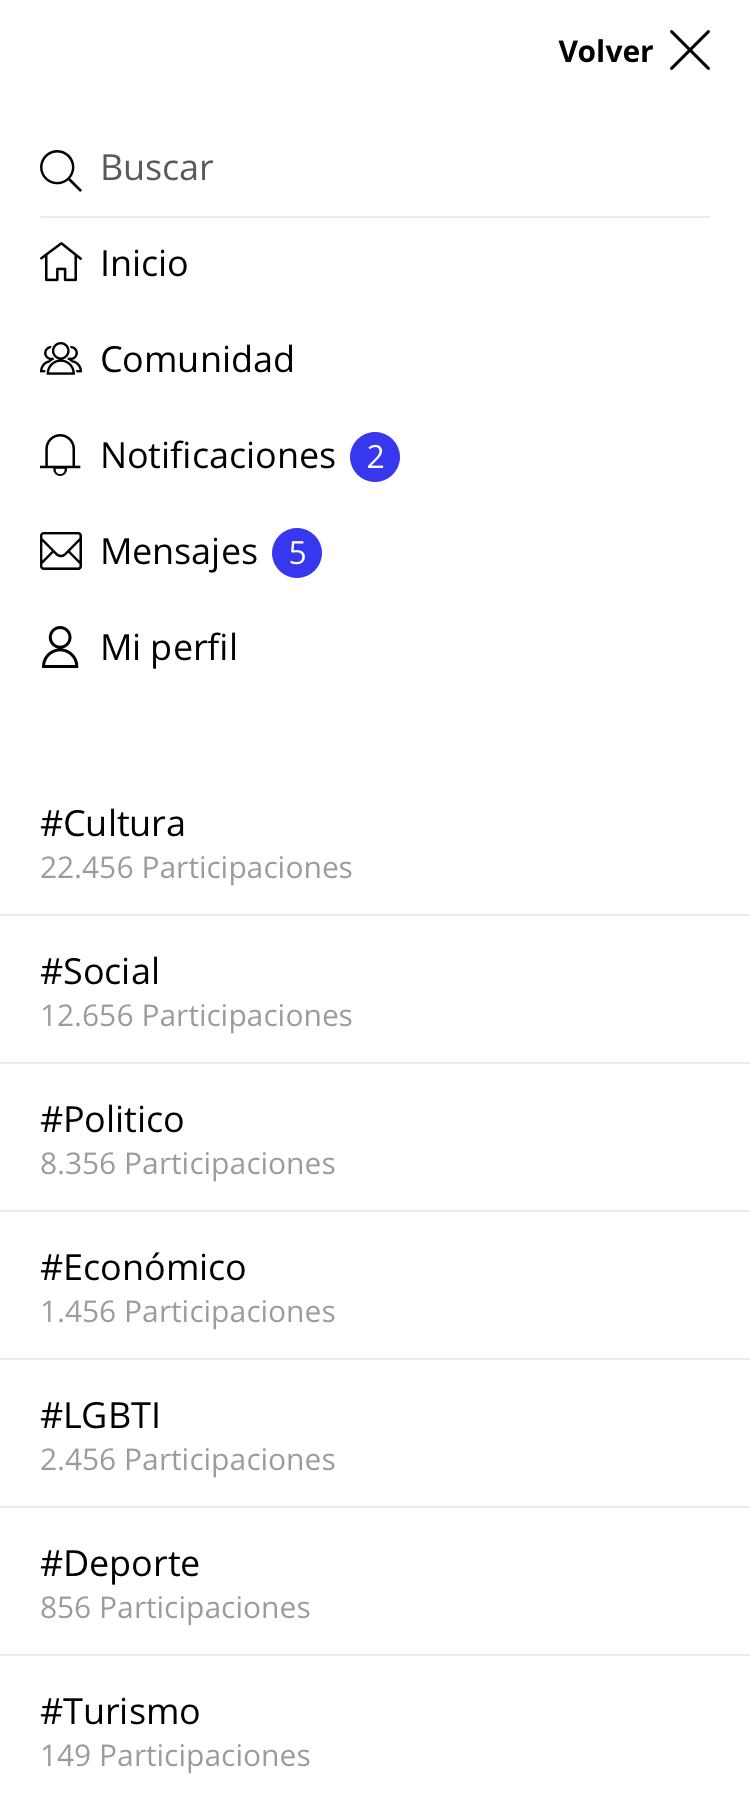 Volver
Buscar
Inicio
Comunidad
Notificaciones 2
Mensajes 5
Mi perfil
#Cultura
22.456 Participaciones
#Social
12.656 Participaciones
#Politico
8.356 Participaciones
#Económico
1.456 Participaciones
#LGBTI
2.456 Participaciones
#Deporte
856 Participaciones
#Turismo
149 Participaciones